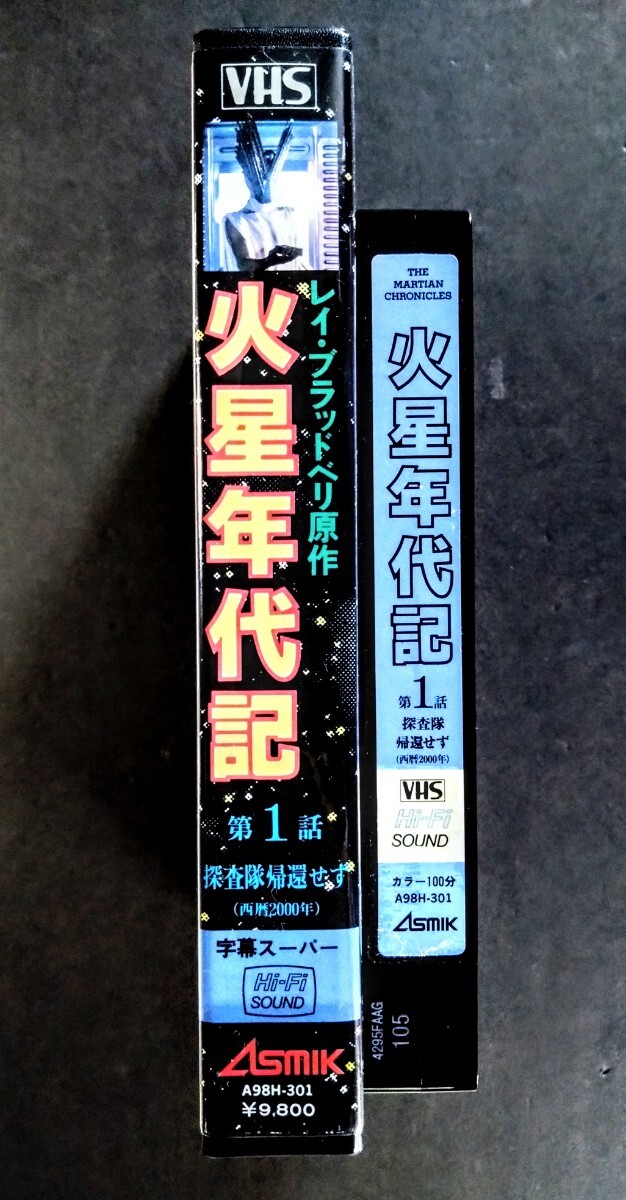 VHS
レイ・ブラッドベリ原作
火星年代記
第1話
探査隊帰還せず
(西暦2000年)
字幕スーパー
Hi-Fi
SOUND
ASMIK
A98H-301
¥9,800
THE
MARTIAN
CHRONICLES
火星年代記
第1話
探査隊
帰還せず
(西暦2000年)
VHS
Hi-Fi
SOUND
カラー100分
A98H-301
ASMIK
4295FAAG
105